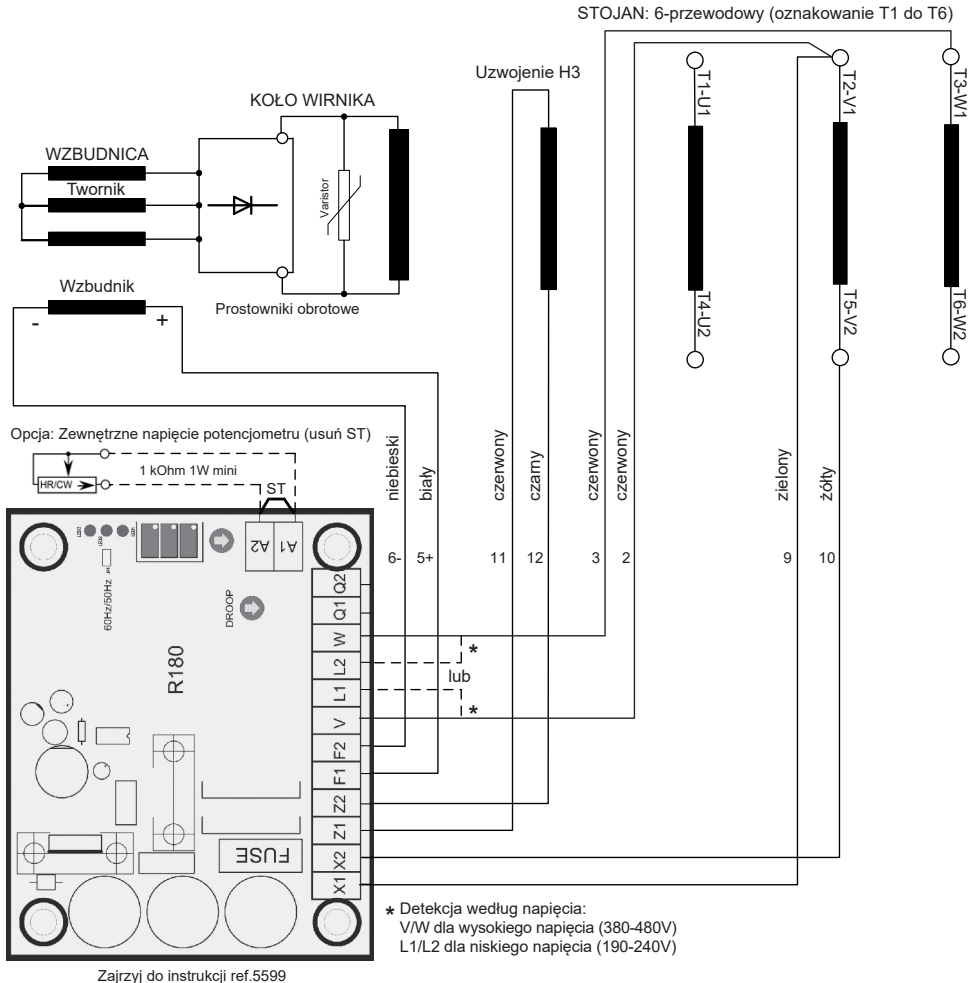 STOJAN: 6-przewodowy (oznakowanie T1 do T6)
Uzwojenie H3
KOŁO WIRNIKA
WZBUDNICA
Twornik
Varistor
T1-U1
T2-V1
T3-W1
Wzbudnik
- +
Prostowniki obrotowe
T4-U2
T5-V2
T6-W2
Opcja: Zewnętrzne napięcie potencjometru (usuń ST)
1 kOhm 1W mini
HR/CW
ST
niebieski
biały
czerwony
czarny
czerwony
czerwony
zielony
żółty
6- 5+ 11 12 3 2 9 10
A2 A1
60Hz/50Hz
DROOP
R180
Q2
Q1
W
L2
L1
V
F2
F1
Z2
Z1
X2
X1
*
lub
*
FUSE
* Detekcja według napięcia:
V/W dla wysokiego napięcia (380-480V)
L1/L2 dla niskiego napięcia (190-240V)
Zajrzyj do instrukcji ref.5599